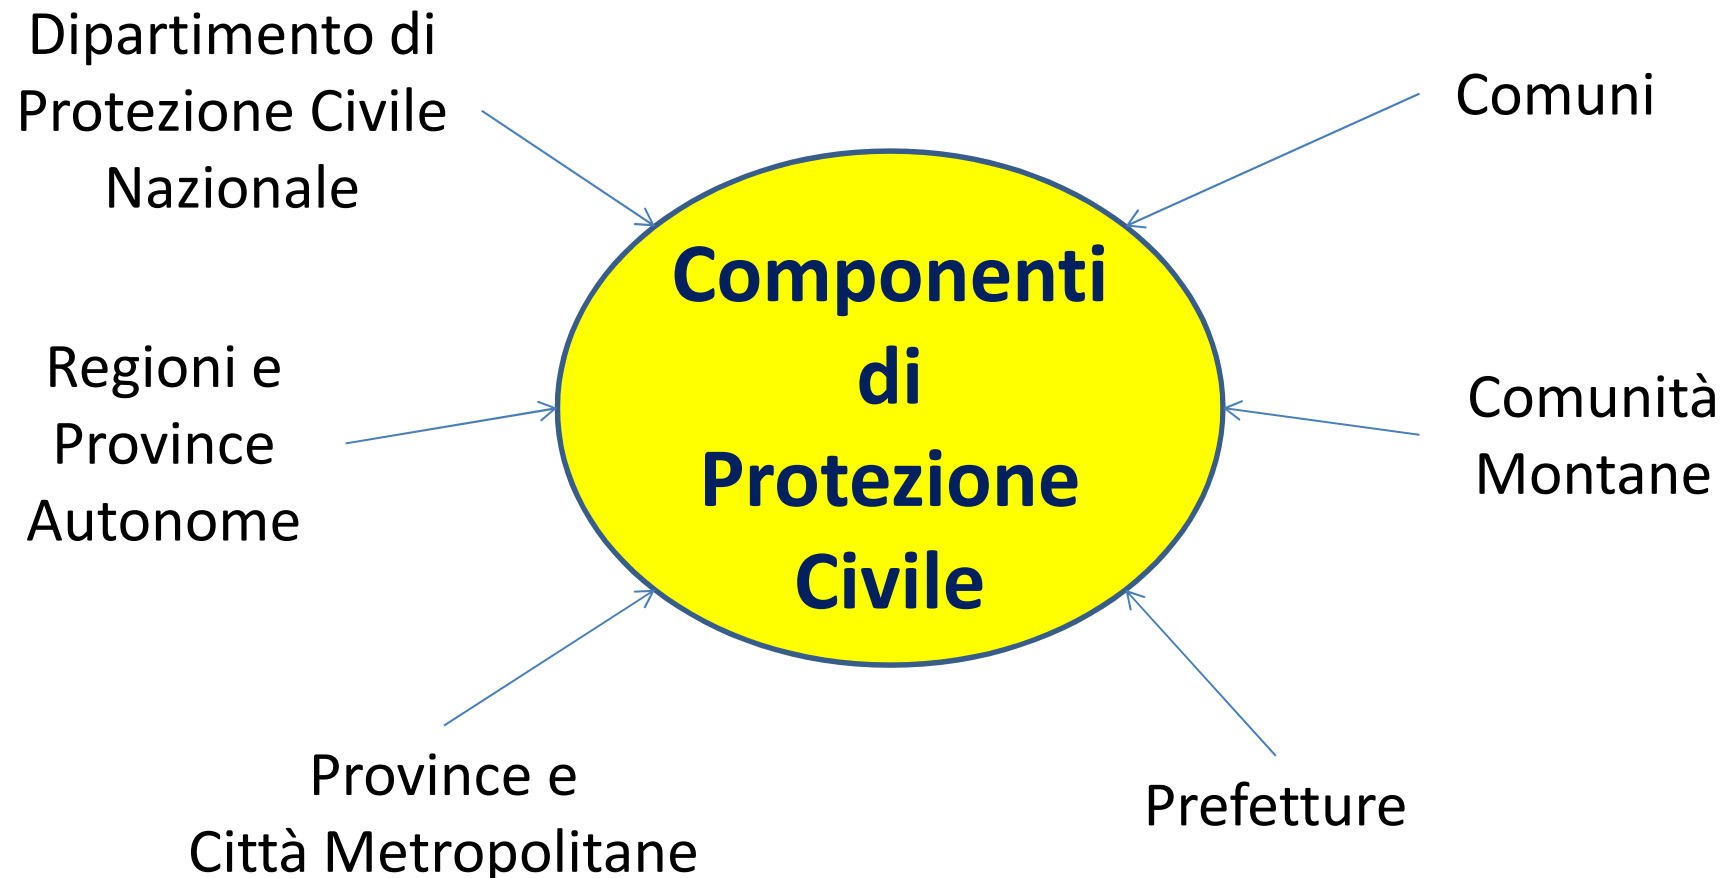 Dipartimento di
Protezione Civile
Nazionale
Comuni
Componenti
di
Protezione
Civile
Regioni e
Province
Autonome
Comunità
Montane
Province e
Città Metropolitane
Prefetture